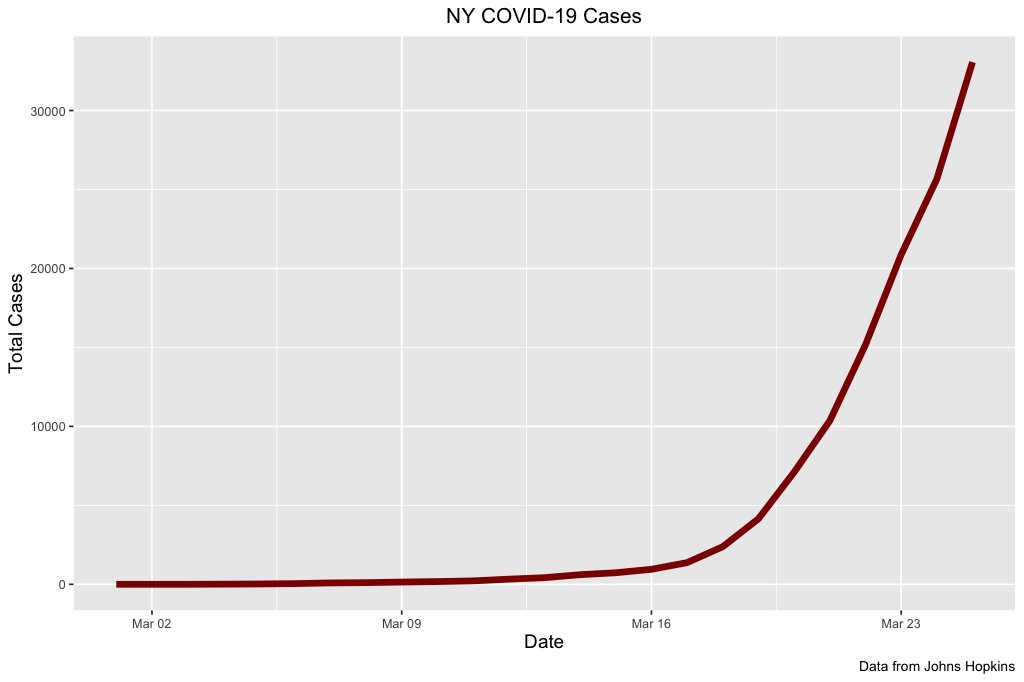 NY COVID-19 Cases
Total Cases
30000
20000
10000
0
Mar 02 Mar 09 Mar 16 Mar 23
Date
Data from Johns Hopkins